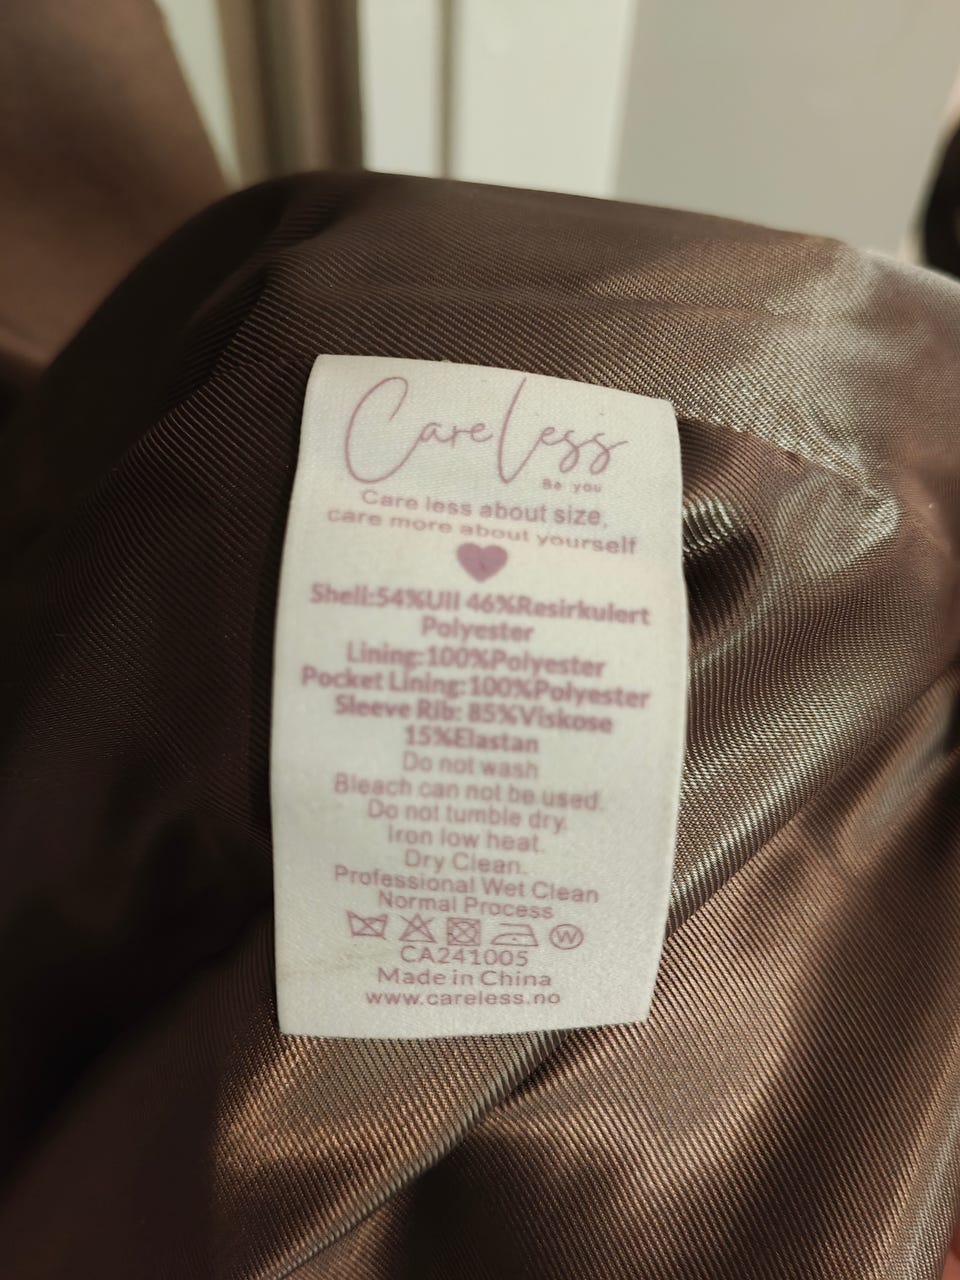 CareLess
Be you
Care less about size,
care more about yourself
Shell:54%Ull 46%Resirkulert
Polyester
Lining:100%Polyester
Pocket Lining:100%Polyester
Sleeve Rib: 85%Viskose
15%Elastan
Do not wash
Bleach can not be used.
Do not tumble dry.
Iron low heat.
Dry Clean.
Professional Wet Clean
Normal Process
W
CA241005
Made in China
www.careless.no